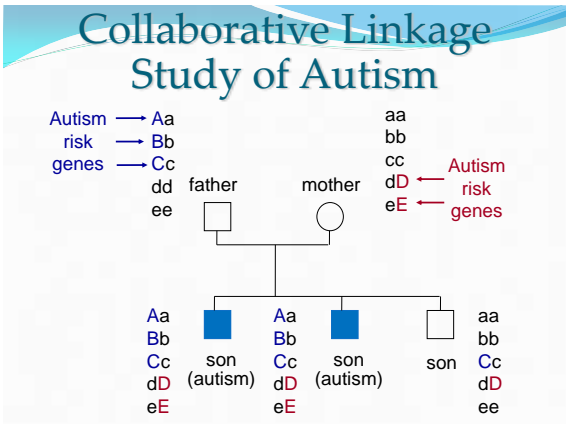 Collaborative Linkage
Study of Autism
Autism
risk
genes
Aa
Bb
Cc
dd
ee
father
mother
aa
bb
cc
dD
eE
Autism
risk
genes
Aa
Bb
Cc
dD
eE
son
(autism)
Aa
Bb
Cc
dD
eE
son
(autism)
son
aa
bb
Cc
dD
ee